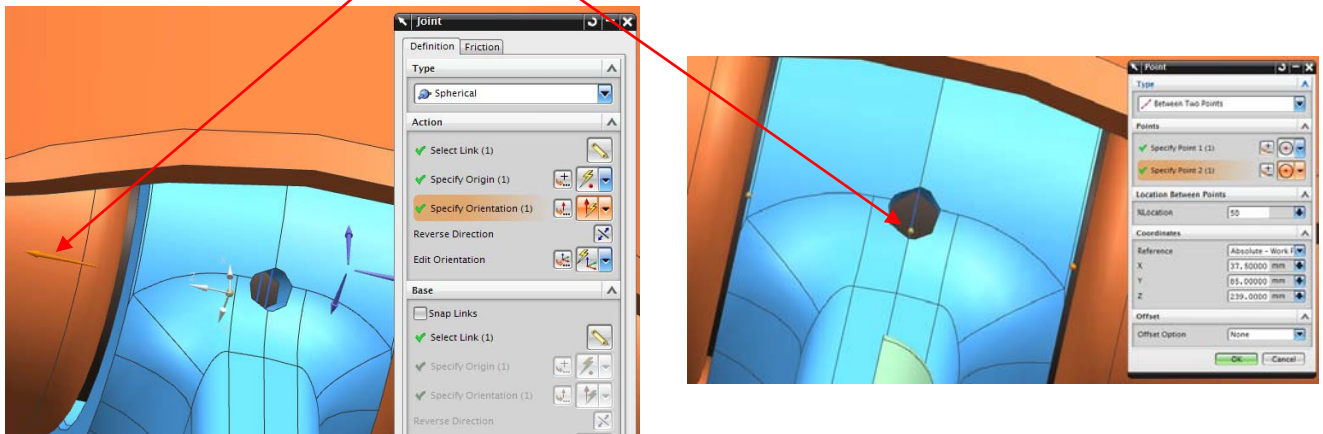 Joint
Definition Friction
Type
Spherical
Action
Select Link (1)
Specify Origin (1)
Specify Orientation (1)
Reverse Direction
Edit Orientation
Base
Snap Links
Select Link (1)
Specify Origin (1)
Specify Orientation (1)
Reverse Direction
Point
Type
Between Two Points
Points
Specify Point 1 (1)
Specify Point 2 (1)
Location Between Points
%Location 50
Coordinates
Reference Absolute - Work P
X 37.50000 mm
Y 85.00000 mm
Z 239.0000 mm
Offset
Offset Option None
OK Cancel